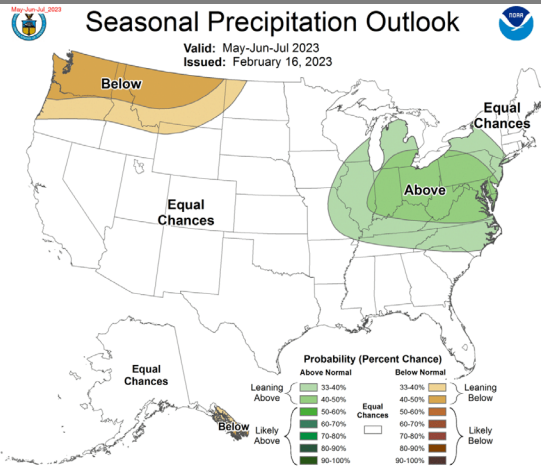 May-Jun-Jul_2023
Seasonal Precipitation Outlook
NOAA
Valid: May-Jun-Jul 2023
Issued: February 16, 2023
Below
Equal
Chances
Above
Equal
Chances
Equal
Chances
Below
Probability (Percent Chance)
Above Normal
Below Normal
Leaning
Above
33-40%
40-50%
Likely
Above
50-60%
60-70%
70-80%
80-90%
90-100%
Equal
Chances
33-40%
40-50%
Leaning
Below
50-60%
60-70%
70-80%
80-90%
90-100%
Likely
Below